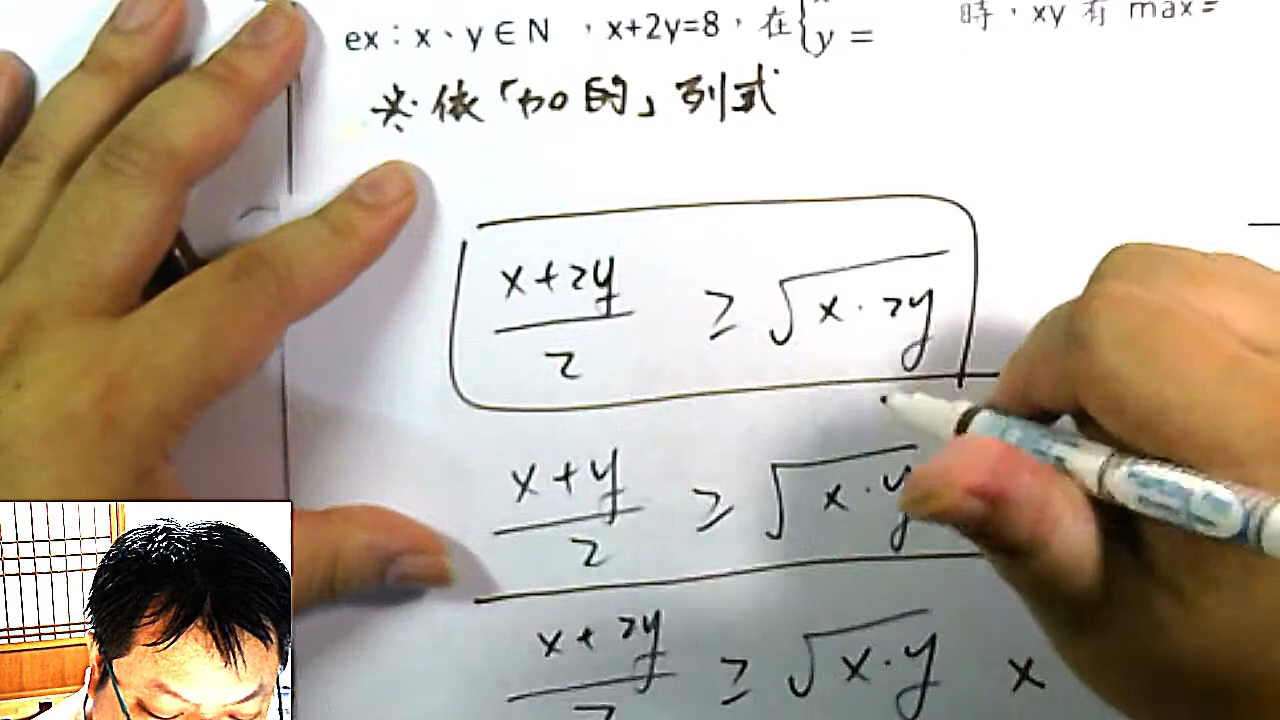 ex：x、y∈N ，x+2y=8，在{y =　時，xy 有 max=
※依「加的」列式
x+2y/2 ≥ √x·2y
x+y/2 ≥ √x·y
x+2y/2 ≥ √x·y x